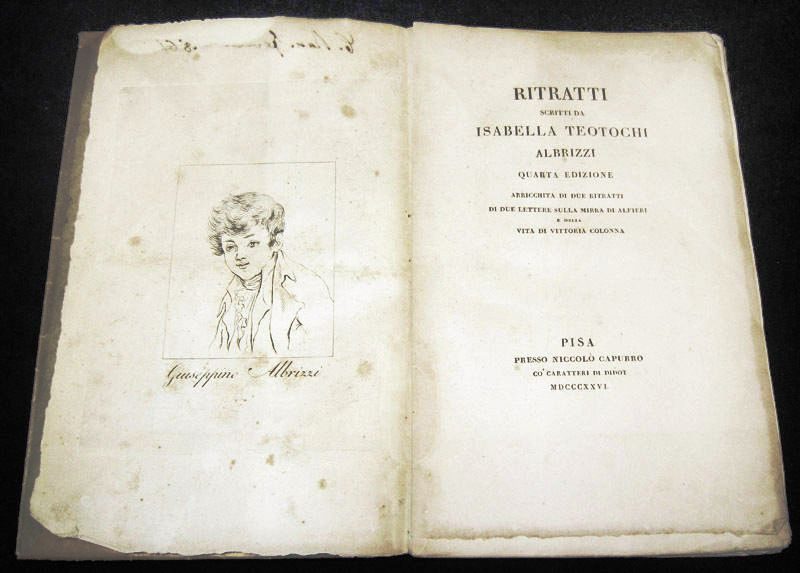 Giuseppino Albrizzi
RITRATTI
SCRITTI DA
ISABELLA TEOTOCHI
ALBRIZZI
QUARTA EDIZIONE
ARRICCHITA DI DUE RITRATTI
DI DUE LETTERE SULLA MIRRA DI ALFIERI
E DELLA
VITA DI VITTORIA COLONNA
PISA
PRESSO NICCOLÒ CAPURRO
CO' CARATTERI DI DIDOT
MDCCCXXVI.